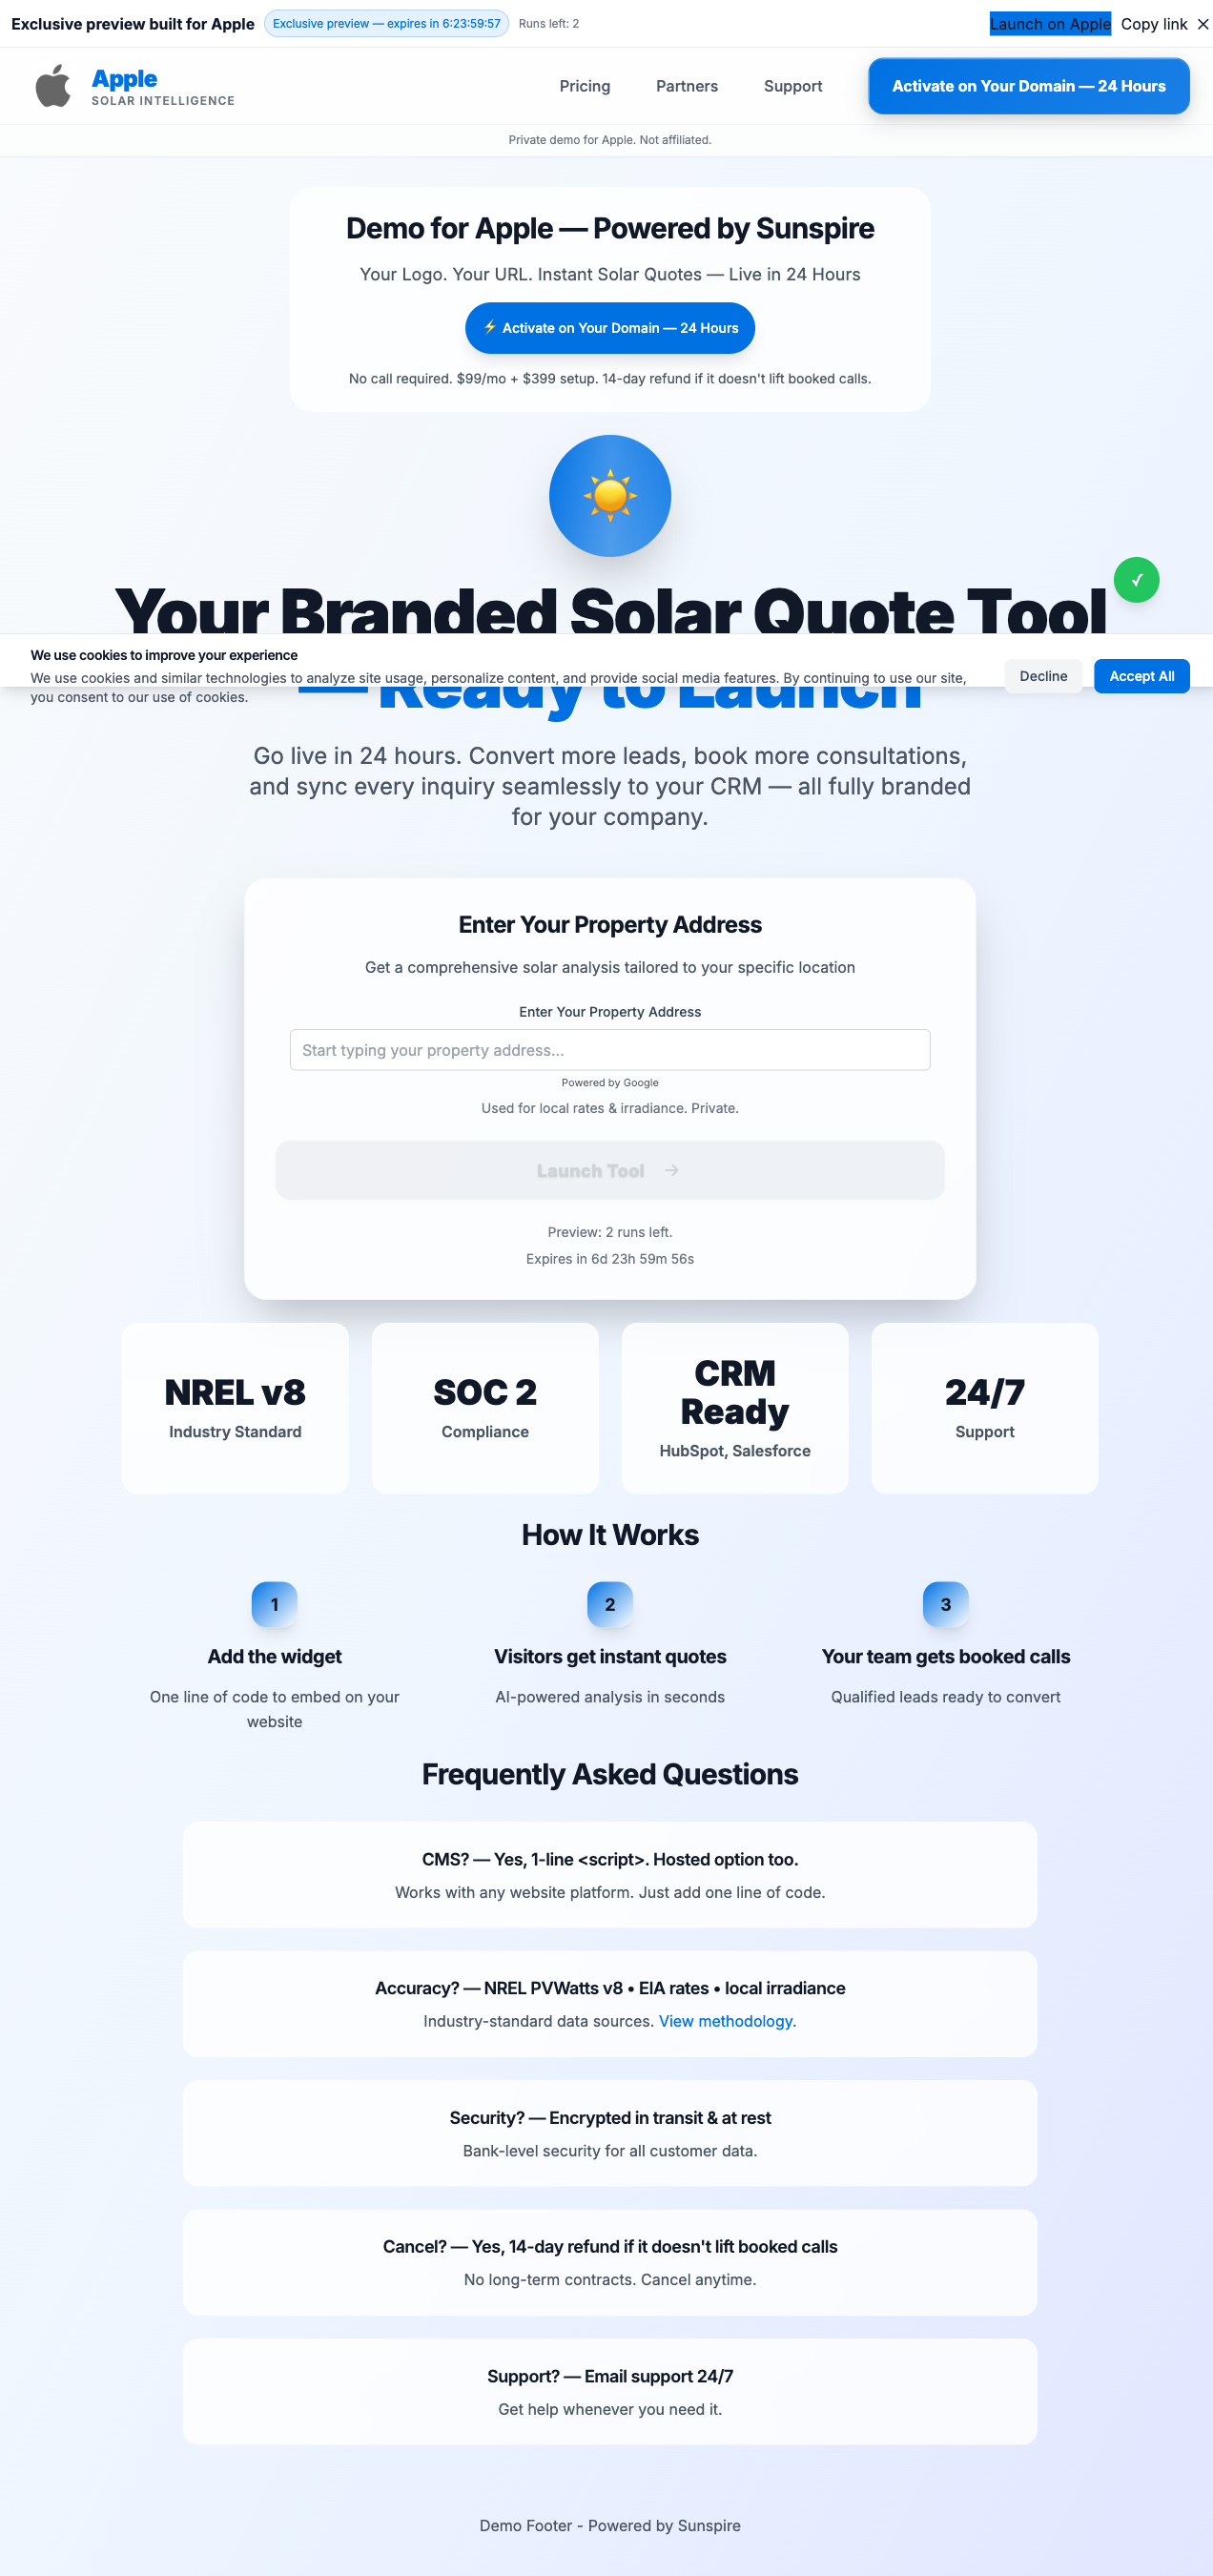 Exclusive preview built for Apple
Exclusive preview — expires in 6:23:59:57
Runs left: 2
Launch on Apple
Copy link
Apple
SOLAR INTELLIGENCE
Pricing
Partners
Support
Activate on Your Domain — 24 Hours
Private demo for Apple. Not affiliated.
Demo for Apple — Powered by Sunspire
Your Logo. Your URL. Instant Solar Quotes — Live in 24 Hours
⚡ Activate on Your Domain — 24 Hours
No call required. $99/mo + $399 setup. 14-day refund if it doesn't lift booked calls.
Your Branded Solar Quote Tool
We use cookies to improve your experience
We use cookies and similar technologies to analyze site usage, personalize content, and provide social media features. By continuing to use our site,
you consent to our use of cookies.
Decline
Accept All
— Ready to Launch
Go live in 24 hours. Convert more leads, book more consultations,
and sync every inquiry seamlessly to your CRM — all fully branded
for your company.
Enter Your Property Address
Get a comprehensive solar analysis tailored to your specific location
Enter Your Property Address
Start typing your property address...
Powered by Google
Used for local rates & irradiance. Private.
Launch Tool →
Preview: 2 runs left.
Expires in 6d 23h 59m 56s
NREL v8
Industry Standard
SOC 2
Compliance
CRM
Ready
HubSpot, Salesforce
24/7
Support
How It Works
1
Add the widget
One line of code to embed on your
website
2
Visitors get instant quotes
AI-powered analysis in seconds
3
Your team gets booked calls
Qualified leads ready to convert
Frequently Asked Questions
CMS? — Yes, 1-line <script>. Hosted option too.
Works with any website platform. Just add one line of code.
Accuracy? — NREL PVWatts v8 • EIA rates • local irradiance
Industry-standard data sources. View methodology.
Security? — Encrypted in transit & at rest
Bank-level security for all customer data.
Cancel? — Yes, 14-day refund if it doesn't lift booked calls
No long-term contracts. Cancel anytime.
Support? — Email support 24/7
Get help whenever you need it.
Demo Footer - Powered by Sunspire